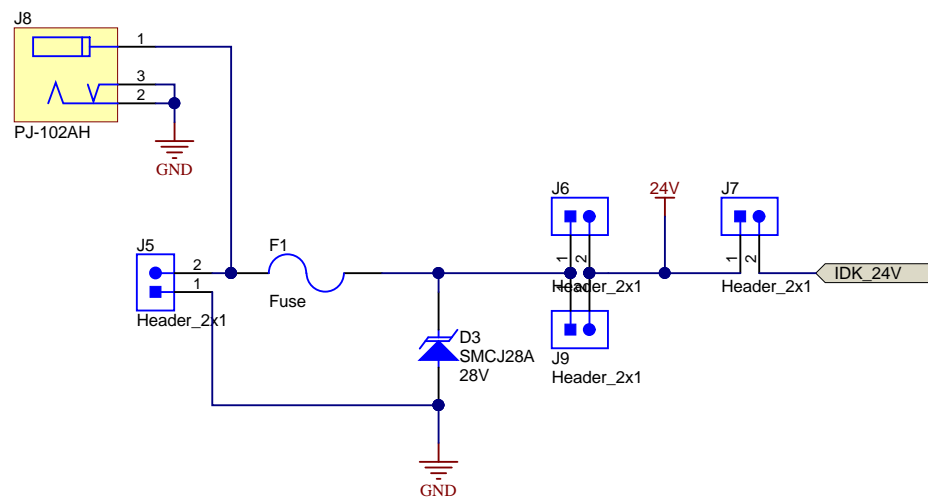 J8
1
3
2
PJ-102AH
GND
J6
24V
J7
J5
F1
2
1
1
2
1
2
IDK_24V
Header_2x1
Fuse
Header_2x1
Header_2x1
1
2
D3
SMCJ28A
28V
J9
Header_2x1
GND